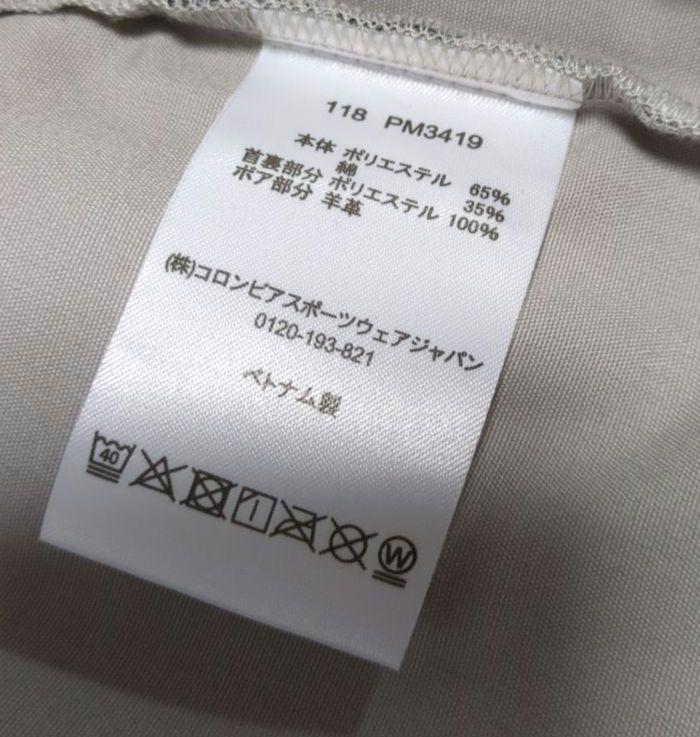 118 PM3419
本体 ポリエステル 65%
綿 35%
首裏部分 ポリエステル 100%
ボア部分 羊革
(株)コロンビアスポーツウェアジャパン
0120-193-821
ベトナム製
40
W